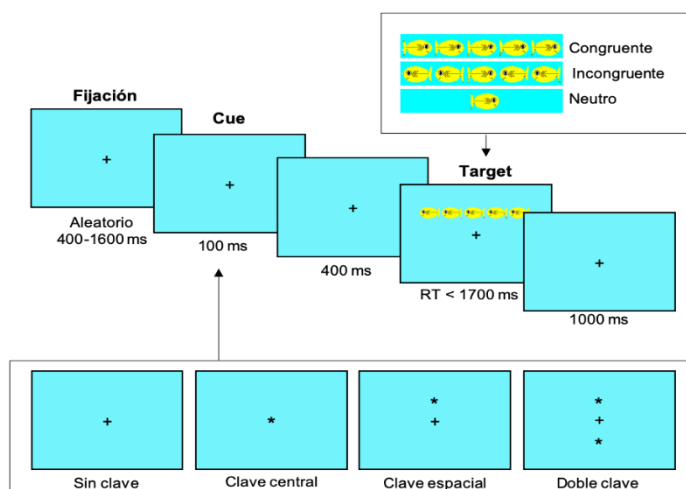 Congruente
Incongruente
Neutro
Fijación
Cue
Target
+
+
+
+
+
Aleatorio
400-1600 ms
100 ms
400 ms
RT < 1700 ms
1000 ms
+
*
*
+
*
+
*
Sin clave
Clave central
Clave espacial
Doble clave